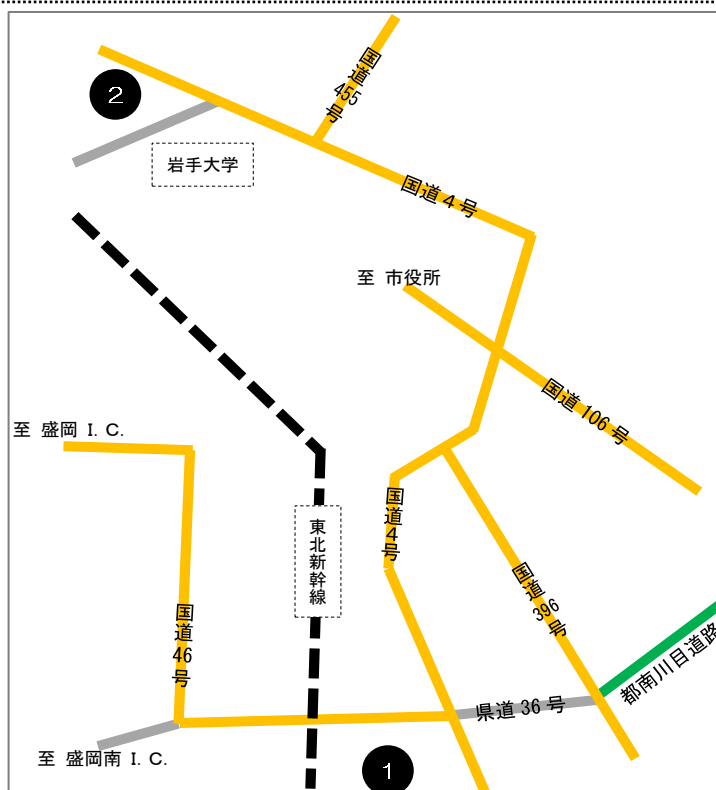 国道455号
2
岩手大学
国道4号
至 市役所
国道106号
至 盛岡 I. C.
国道4号
東北新幹線
国道396号
国道46号
都南川目道路
県道36号
至 盛岡南 I. C.
1